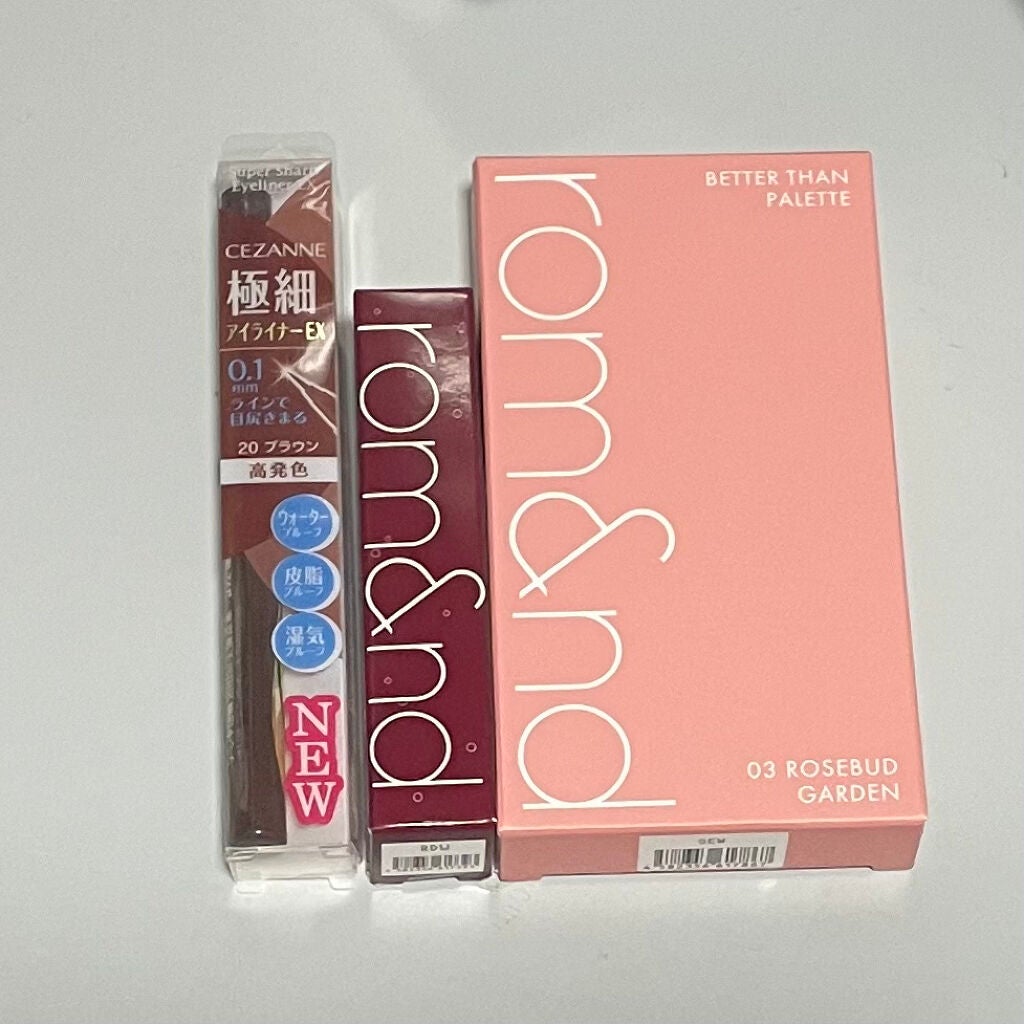 Super Sharp
Eyeliner EX
CEZANNE
極細
アイライナーEX
0.1
mm
ラインで
目尻きまる
20 ブラウン
高発色
ウォーター
プルーフ
皮脂
プルーフ
湿気
プルーフ
NEW
rom&nd
RDW
rom&nd
BETTER THAN
PALETTE
03 ROSEBUD
GARDEN